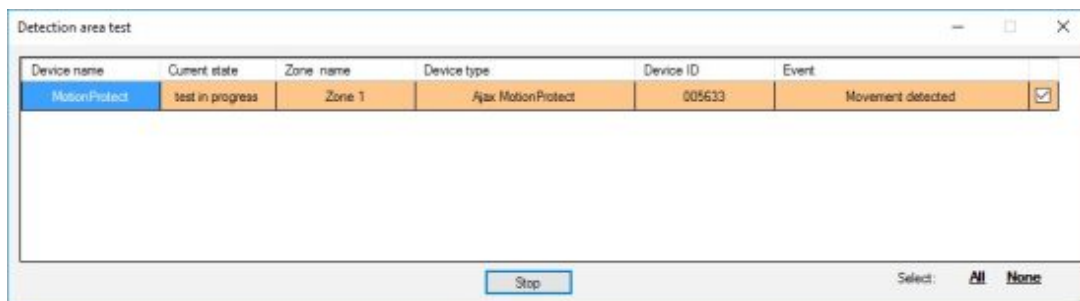 Detection area test
Device name Current state Zone name Device type Device ID Event
MotionProtect test in progress Zone 1 Ajax MotionProtect 005633 Movement detected
Stop
Select: All None